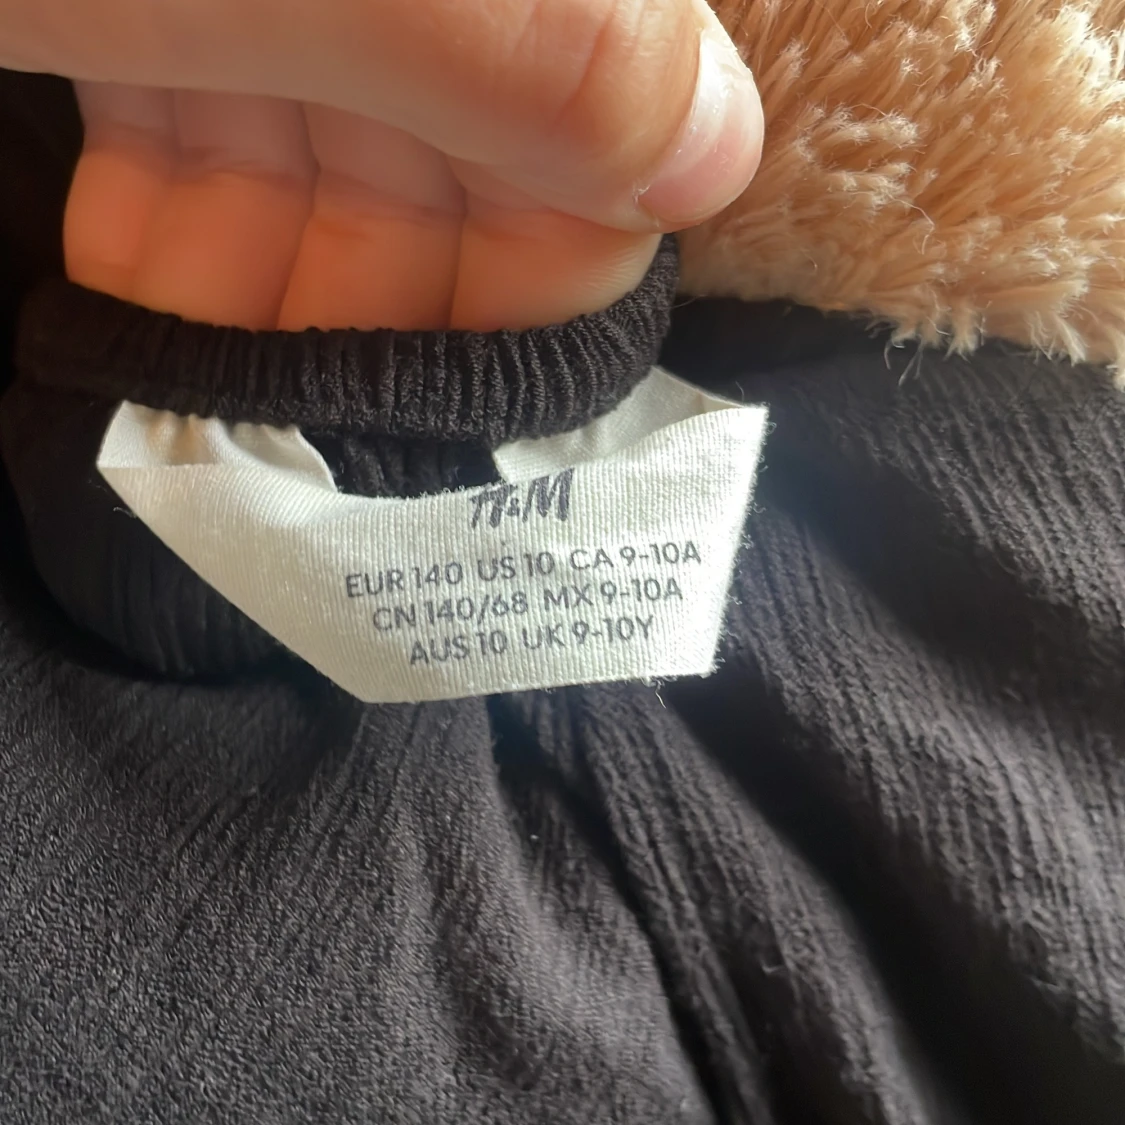 H&M
EUR 140 US 10 CA 9-10A
CN 140/68 MX 9-10A
AUS 10 UK 9-10Y